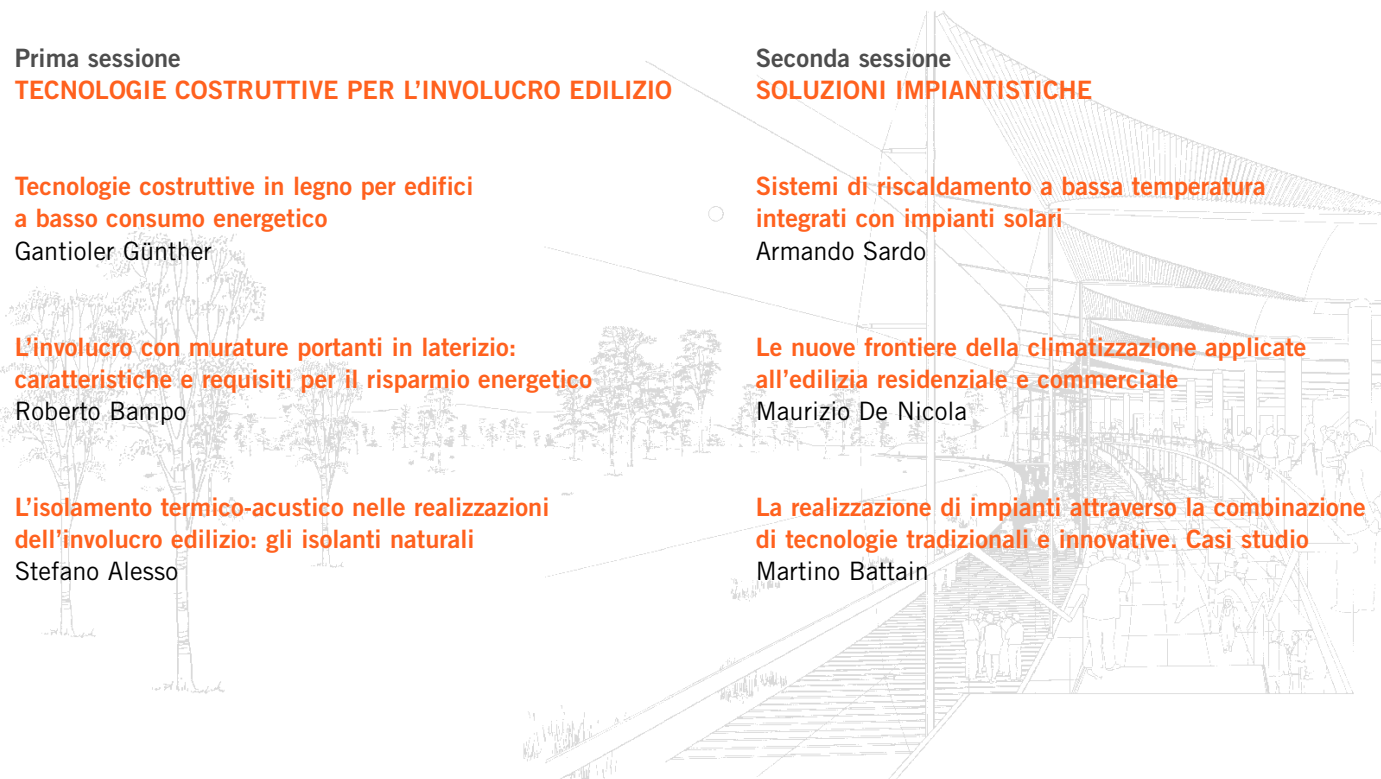 Prima sessione
TECNOLOGIE COSTRUTTIVE PER L'INVOLUCRO EDILIZIO
Tecnologie costruttive in legno per edifici
a basso consumo energetico
Gantioler Günther
L'involucro con murature portanti in laterizio:
caratteristiche e requisiti per il risparmio energetico
Roberto Bampo
L'isolamento termico-acustico nelle realizzazioni
dell'involucro edilizio: gli isolanti naturali
Stefano Alesso
Seconda sessione
SOLUZIONI IMPIANTISTICHE
Sistemi di riscaldamento a bassa temperatura
integrati con impianti solari
Armando Sardo
Le nuove frontiere della climatizzazione applicate
all'edilizia residenziale e commerciale
Maurizio De Nicola
La realizzazione di impianti attraverso la combinazione
di tecnologie tradizionali e innovative. Casi studio
Martino Battain